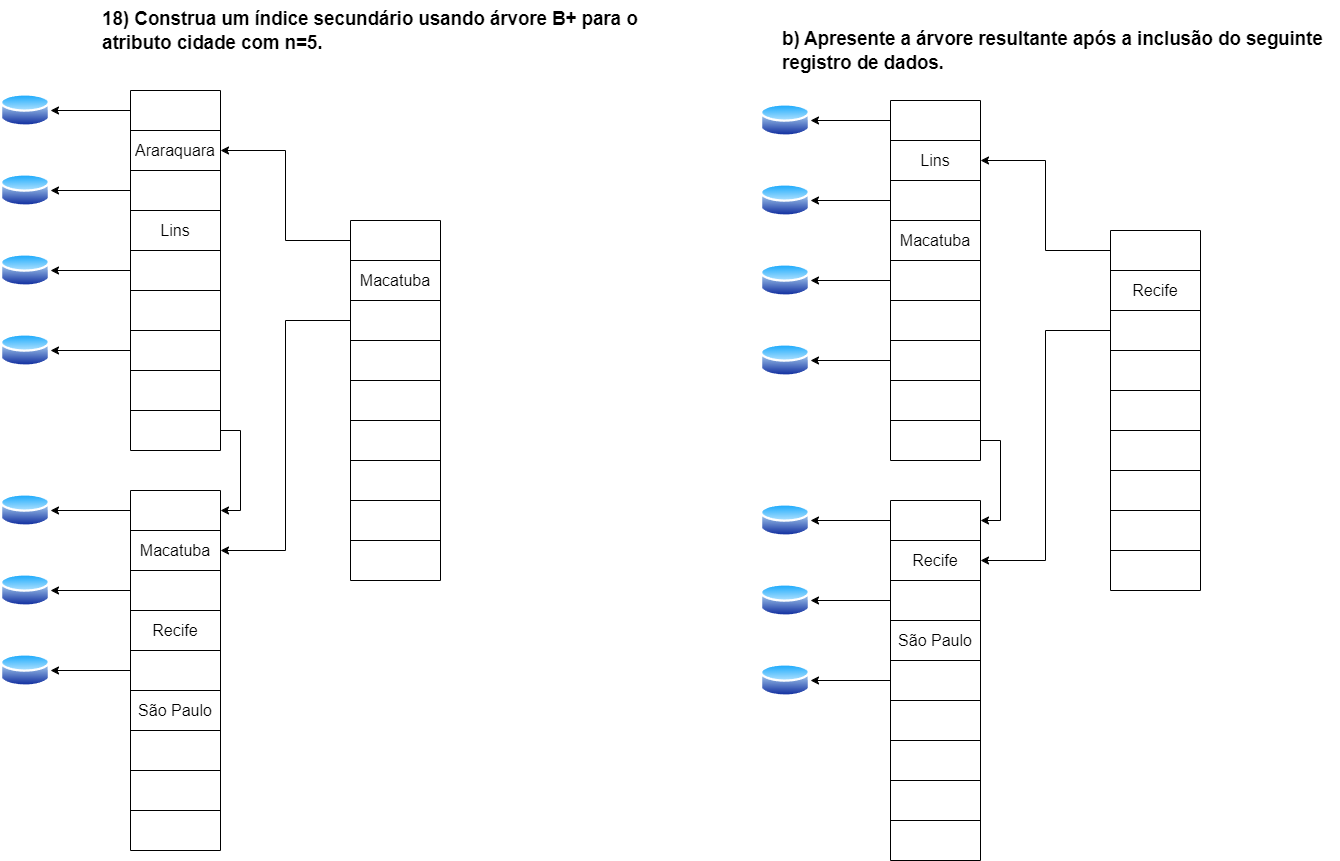 18) Construa um índice secundário usando árvore B+ para o
atributo cidade com n=5.
Araraquara
Lins
Macatuba
Macatuba
Recife
São Paulo
b) Apresente a árvore resultante após a inclusão do seguinte
registro de dados.
Lins
Macatuba
Recife
Recife
São Paulo